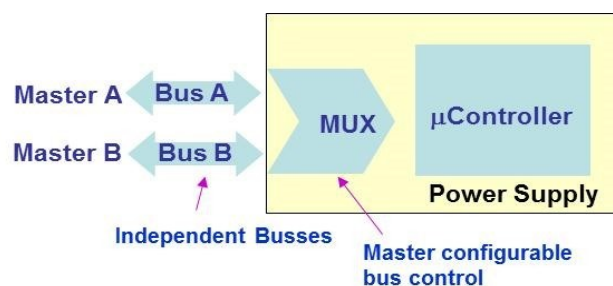 Master A
Bus A
Master B
Bus B
MUX
μController
Power Supply
Independent Busses
Master configurable
bus control